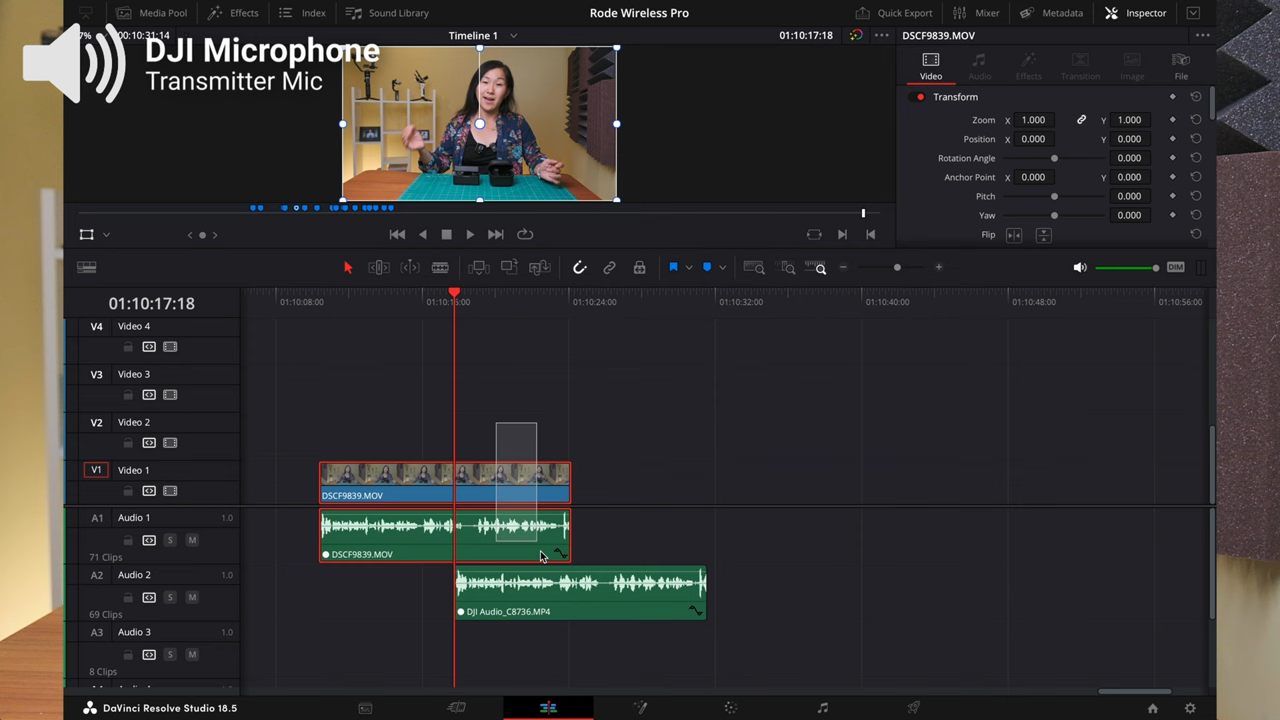 Media Pool
Effects
Index
Sound Library
Rode Wireless Pro
Quick Export
Mixer
Metadata
Inspector
7%
00:10:31:14
Timeline 1
01:10:17:18
DSCF9839.MOV
DJI Microphone
Transmitter Mic
Video
Audio
Effects
Transition
Image
File
Transform
Zoom X 1.000 Y 1.000
Position X 0.000 Y 0.000
Rotation Angle 0.000
Anchor Point X 0.000 Y 0.000
Pitch 0.000
Yaw 0.000
Flip
DIM
01:10:17:18
01:10:08:00
01:10:24:00
01:10:32:00
01:10:40:00
01:10:48:00
01:10:56:00
V4 Video 4
V3 Video 3
V2 Video 2
V1 Video 1
DSCF9839.MOV
A1 Audio 1 1.0
S M
71 Clips
DSCF9839.MOV
A2 Audio 2 1.0
S M
69 Clips
DJI Audio_C8736.MP4
A3 Audio 3 1.0
S M
8 Clips
DaVinci Resolve Studio 18.5